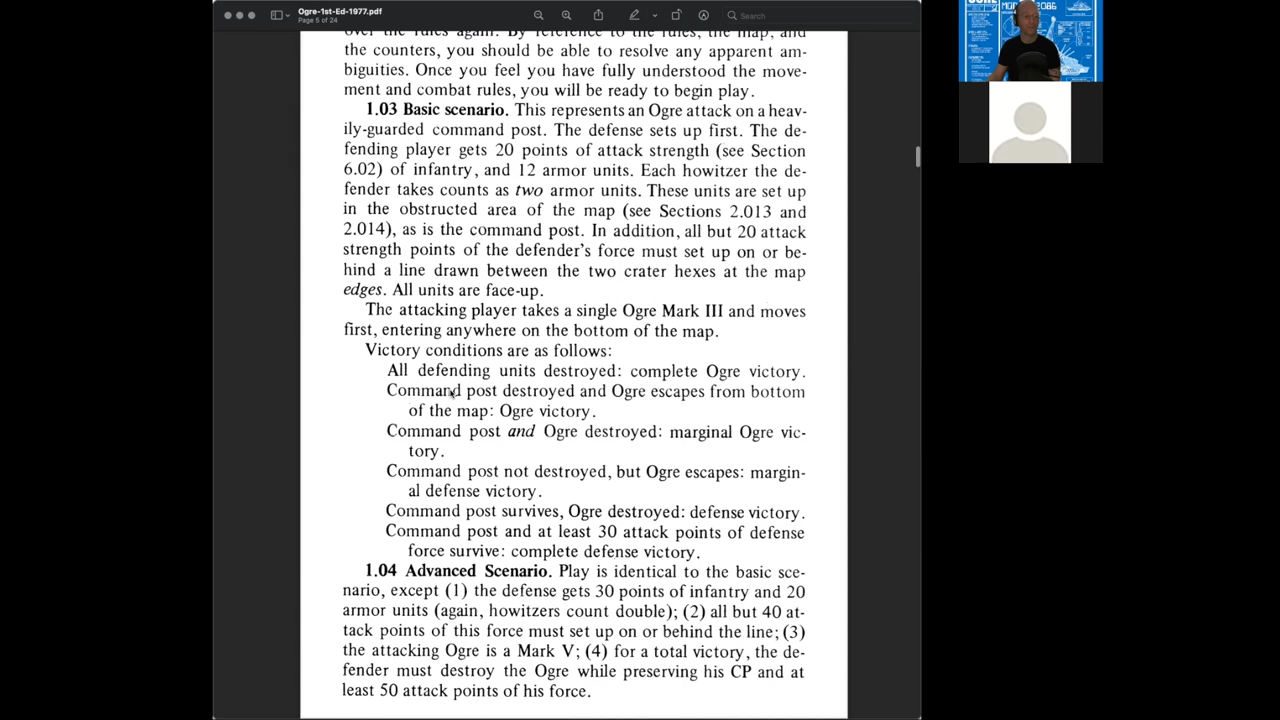 Ogre-1st-Ed-1977.pdf
Page 5 of 24
Search
over the rules again. By reference to the rules, the map, and
the counters, you should be able to resolve any apparent am-
biguities. Once you feel you have fully understood the move-
ment and combat rules, you will be ready to begin play.
1.03 Basic scenario. This represents an Ogre attack on a heav-
ily-guarded command post. The defense sets up first. The de-
fending player gets 20 points of attack strength (see Section
6.02) of infantry, and 12 armor units. Each howitzer the de-
fender takes counts as two armor units. These units are set up
in the obstructed area of the map (see Sections 2.013 and
2.014), as is the command post. In addition, all but 20 attack
strength points of the defender's force must set up on or be-
hind a line drawn between the two crater hexes at the map
edges. All units are face-up.
The attacking player takes a single Ogre Mark III and moves
first, entering anywhere on the bottom of the map.
Victory conditions are as follows:
All defending units destroyed: complete Ogre victory.
Command post destroyed and Ogre escapes from bottom
of the map: Ogre victory.
Command post and Ogre destroyed: marginal Ogre vic-
tory.
Command post not destroyed, but Ogre escapes: margin-
al defense victory.
Command post survives, Ogre destroyed: defense victory.
Command post and at least 30 attack points of defense
force survive: complete defense victory.
1.04 Advanced Scenario. Play is identical to the basic sce-
nario, except (1) the defense gets 30 points of infantry and 20
armor units (again, howitzers count double); (2) all but 40 at-
tack points of this force must set up on or behind the line; (3)
the attacking Ogre is a Mark V; (4) for a total victory, the de-
fender must destroy the Ogre while preserving his CP and at
least 50 attack points of his force.